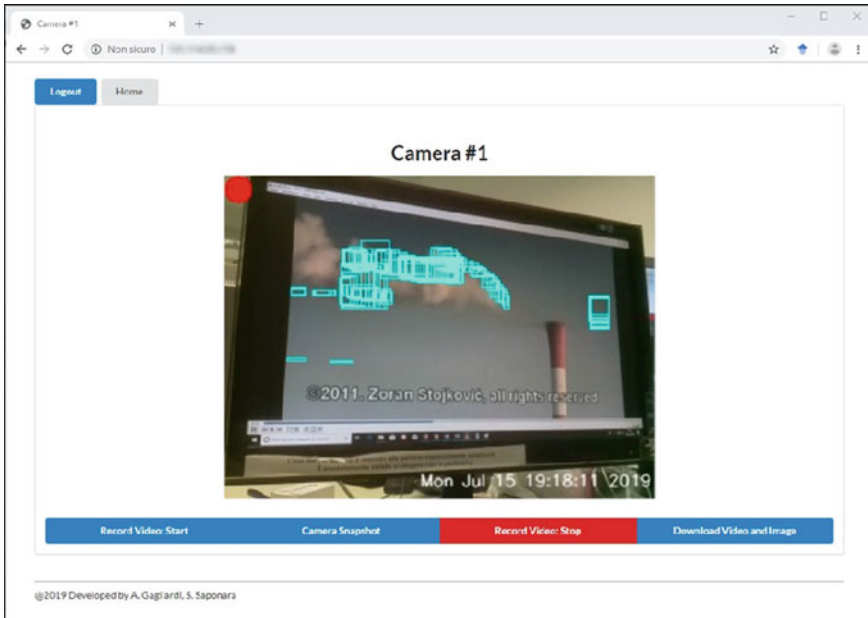 Camera #1
Non sicuro
Logout
Home
Camera #1
©2011. Zoran Stojković, all rights reserved
Mon Jul 15 19:18:11 2019
Record Video: Start
Camera Snapshot
Record Video: Stop
Download Video and Image
@2019 Developed by A. Gagliardi, S. Saponara